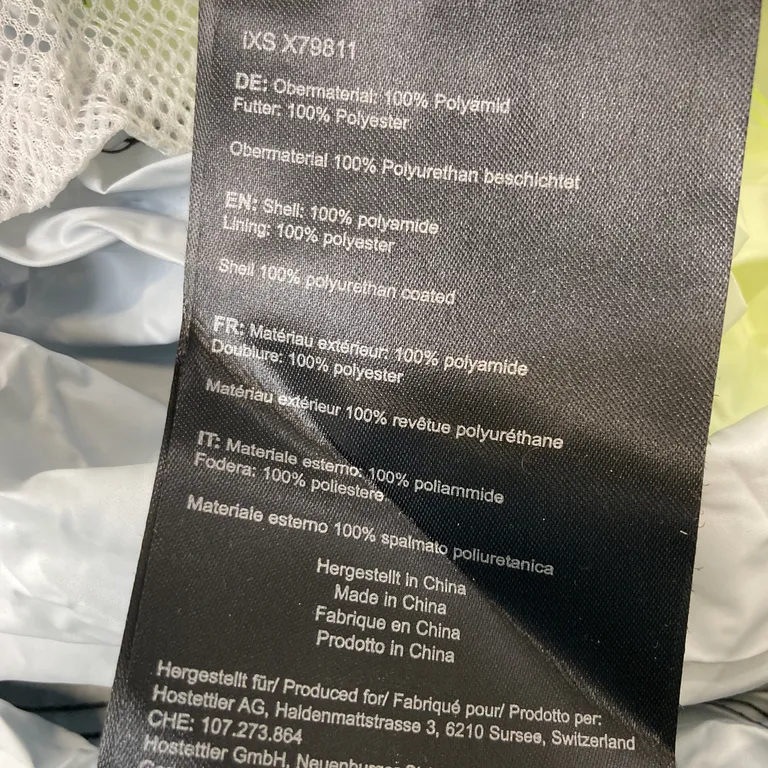 iXS X79811
DE: Obermaterial: 100% Polyamid
Futter: 100% Polyester
Obermaterial 100% Polyurethan beschichtet
EN: Shell: 100% polyamide
Lining: 100% polyester
Shell 100% polyurethan coated
FR: Matériau extérieur: 100% polyamide
Doublure: 100% polyester
Matériau extérieur 100% revêtue polyuréthane
IT: Materiale esterno: 100% poliammide
Fodera: 100% poliestere
Materiale esterno 100% spalmato poliuretanica
Hergestellt in China
Made in China
Fabrique en China
Prodotto in China
Hergestellt für/ Produced for/ Fabriqué pour/ Prodotto per:
Hostettler AG, Haldenmattstrasse 3, 6210 Sursee, Switzerland
CHE: 107.273.864
Hostettler GmbH, Neuenburger